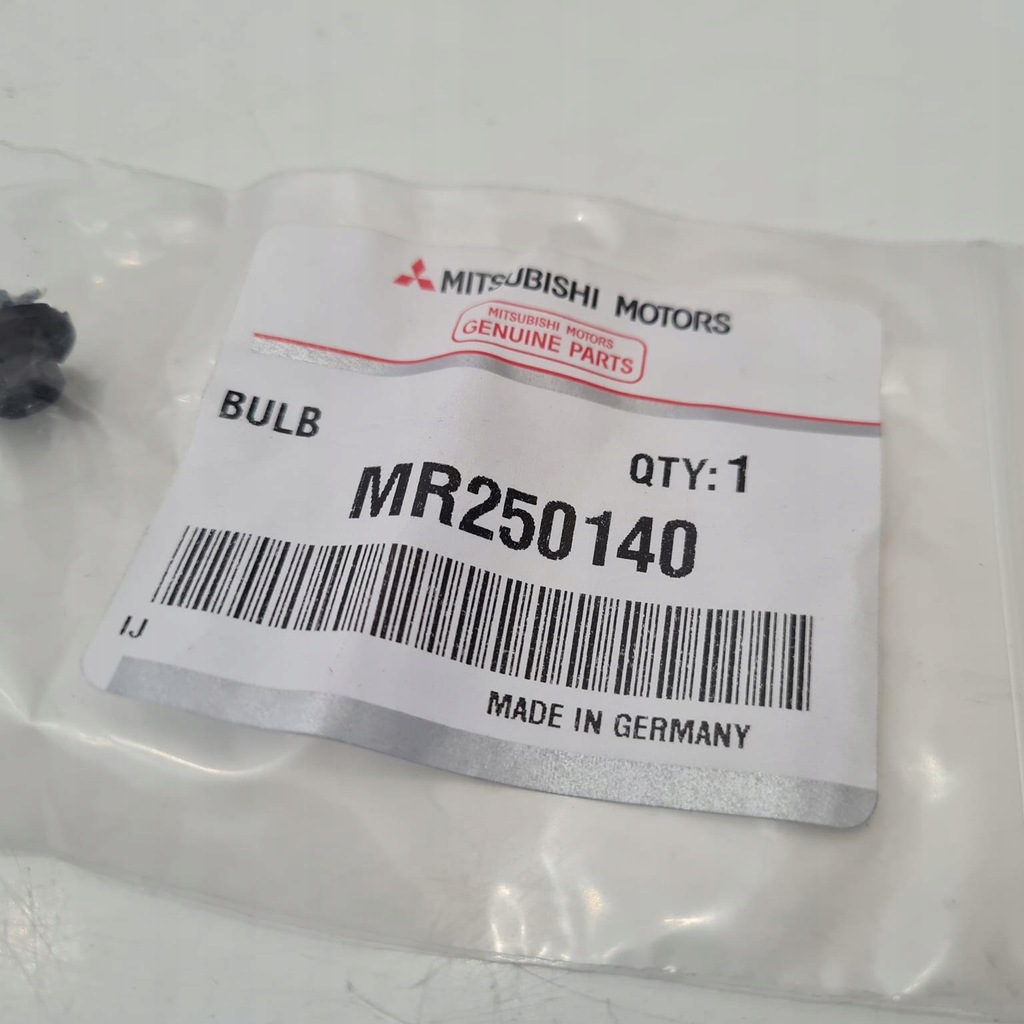 MITSUBISHI MOTORS
MITSUBISHI MOTORS
GENUINE PARTS
BULB
QTY: 1
MR250140
IJ
MADE IN GERMANY